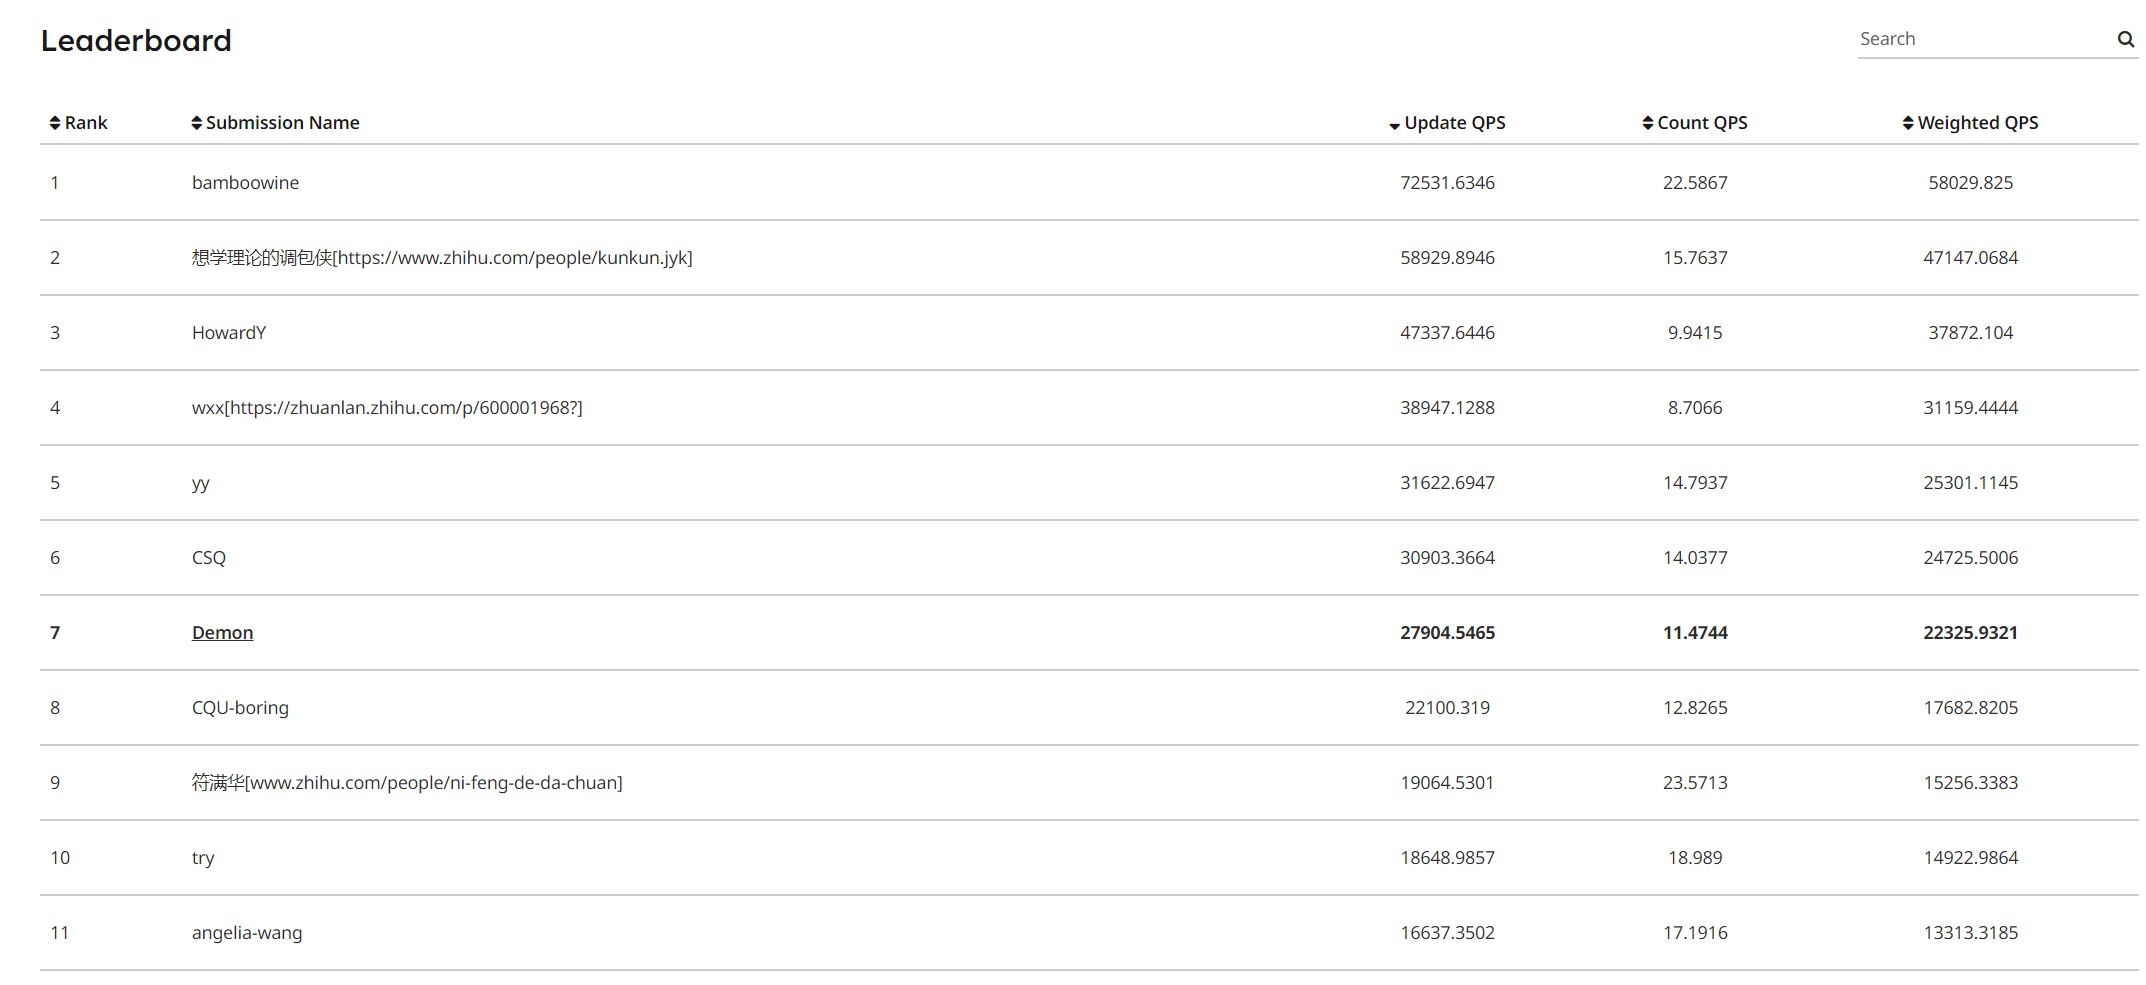 Leaderboard
Search
Rank Submission Name Update QPS Count QPS Weighted QPS
1 bamboowine 72531.6346 22.5867 58029.825
2 想学理论的调包侠[https://www.zhihu.com/people/kunkun.jyk] 58929.8946 15.7637 47147.0684
3 HowardY 47337.6446 9.9415 37872.104
4 wxx[https://zhuanlan.zhihu.com/p/600001968?] 38947.1288 8.7066 31159.4444
5 yy 31622.6947 14.7937 25301.1145
6 CSQ 30903.3664 14.0377 24725.5006
7 Demon 27904.5465 11.4744 22325.9321
8 CQU-boring 22100.319 12.8265 17682.8205
9 符满华[www.zhihu.com/people/ni-feng-de-da-chuan] 19064.5301 23.5713 15256.3383
10 try 18648.9857 18.989 14922.9864
11 angelia-wang 16637.3502 17.1916 13313.3185